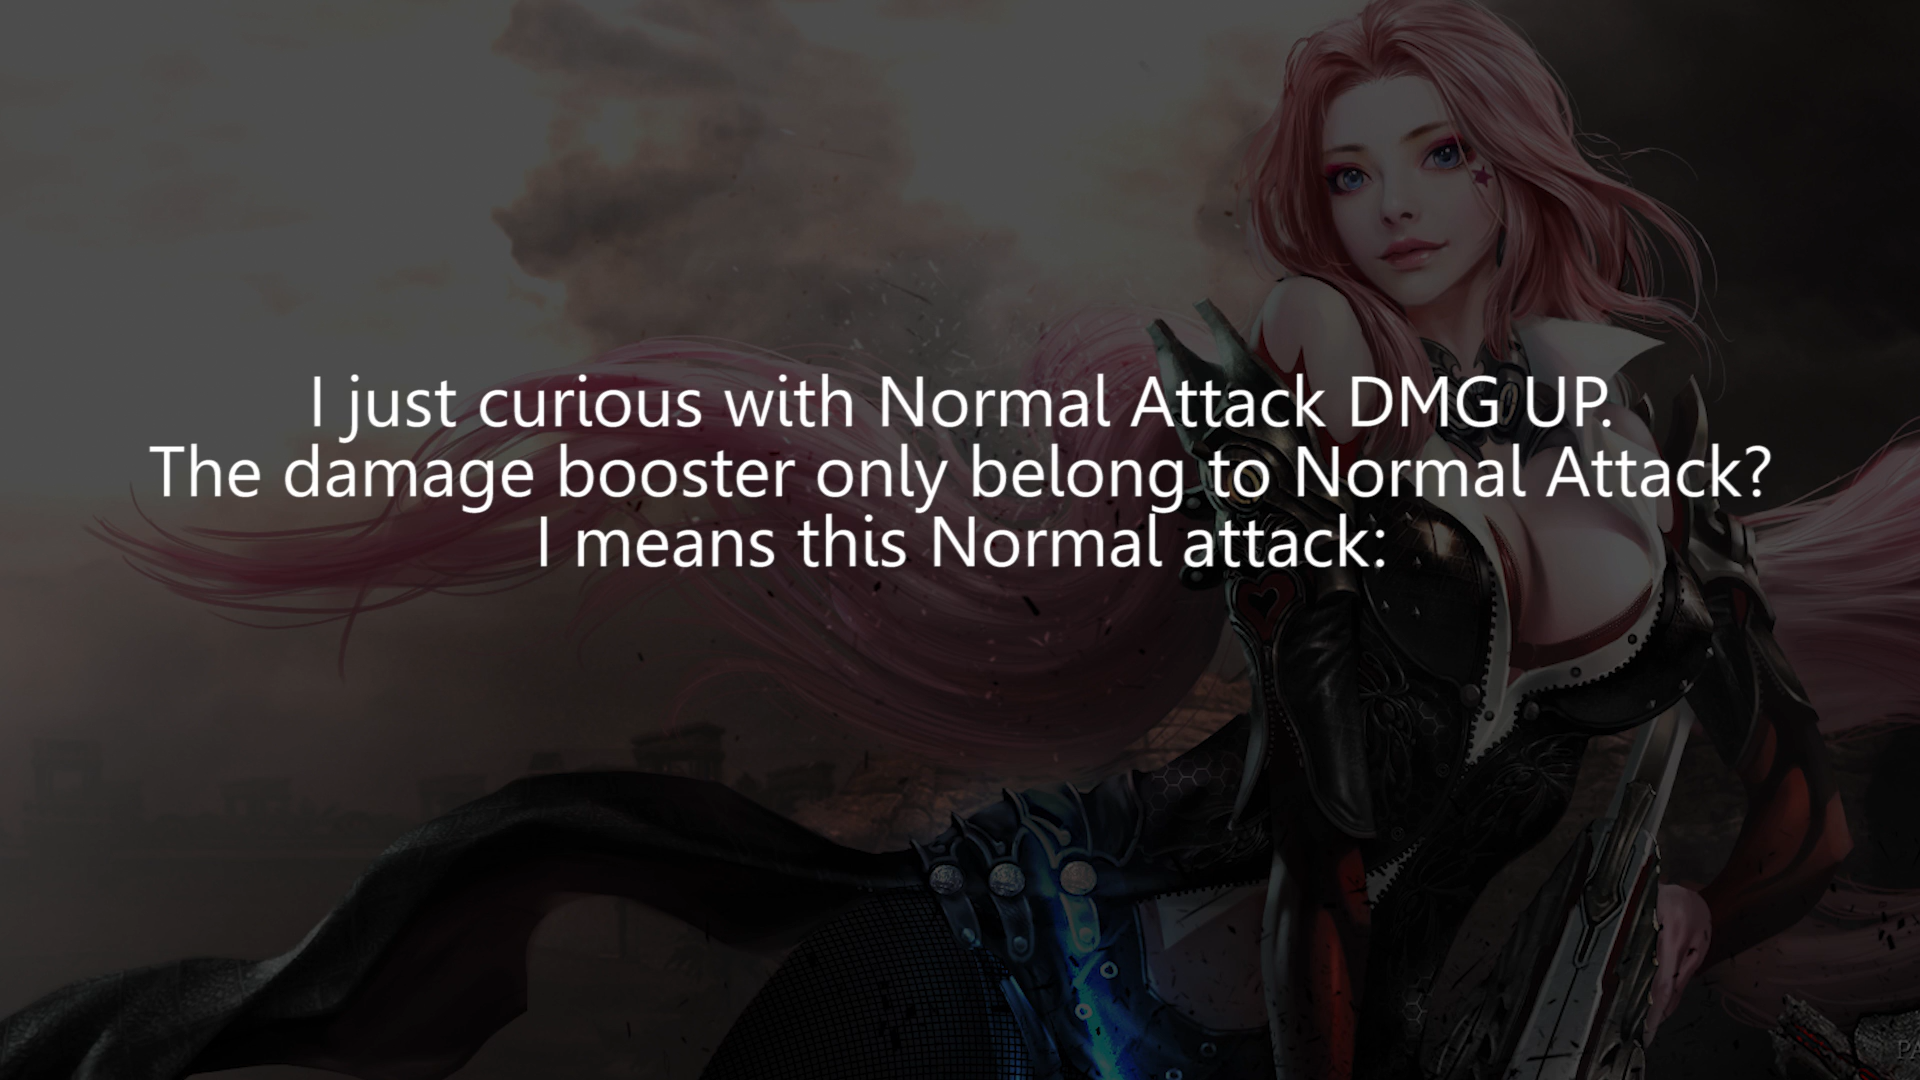 I just curious with Normal Attack DMG UP.
The damage booster only belong to Normal Attack?
I means this Normal attack: